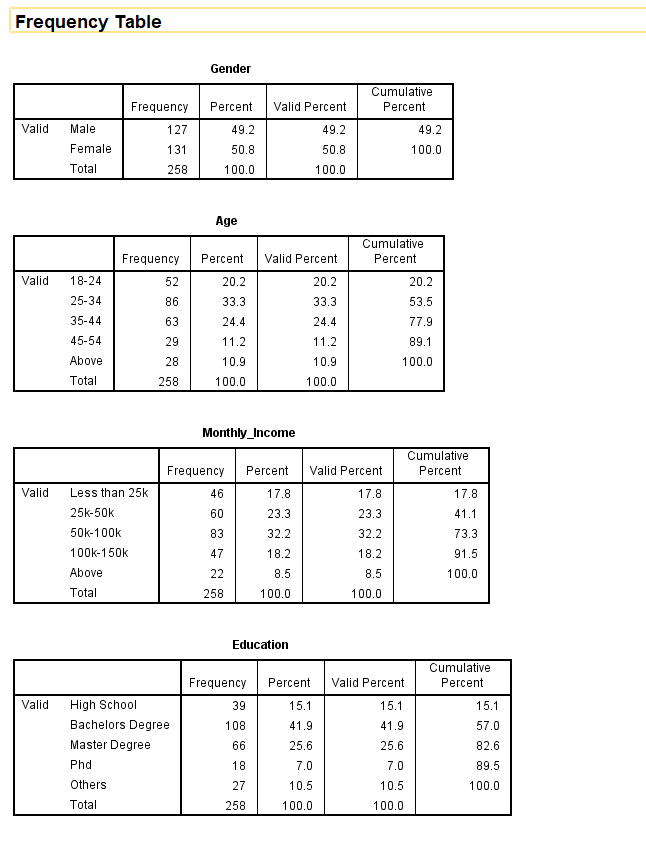 Frequency Table
Gender
Frequency Percent Valid Percent Cumulative Percent
Valid Male 127 49.2 49.2 49.2
Female 131 50.8 50.8 100.0
Total 258 100.0 100.0
Age
Frequency Percent Valid Percent Cumulative Percent
Valid 18-24 52 20.2 20.2 20.2
25-34 86 33.3 33.3 53.5
35-44 63 24.4 24.4 77.9
45-54 29 11.2 11.2 89.1
Above 28 10.9 10.9 100.0
Total 258 100.0 100.0
Monthly_Income
Frequency Percent Valid Percent Cumulative Percent
Valid Less than 25k 46 17.8 17.8 17.8
25k-50k 60 23.3 23.3 41.1
50k-100k 83 32.2 32.2 73.3
100k-150k 47 18.2 18.2 91.5
Above 22 8.5 8.5 100.0
Total 258 100.0 100.0
Education
Frequency Percent Valid Percent Cumulative Percent
Valid High School 39 15.1 15.1 15.1
Bachelors Degree 108 41.9 41.9 57.0
Master Degree 66 25.6 25.6 82.6
Phd 18 7.0 7.0 89.5
Others 27 10.5 10.5 100.0
Total 258 100.0 100.0